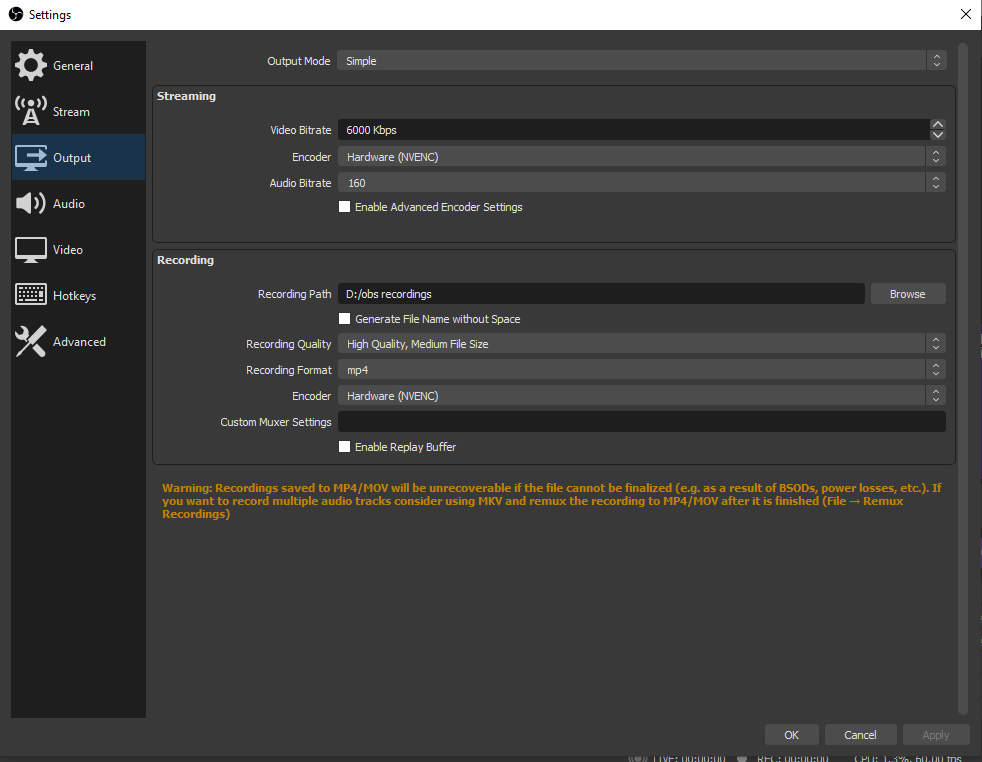 Settings
General
Stream
Output
Audio
Video
Hotkeys
Advanced
Output Mode Simple
Streaming
Video Bitrate 6000 Kbps
Encoder Hardware (NVENC)
Audio Bitrate 160
Enable Advanced Encoder Settings
Recording
Recording Path D:/obs recordings Browse
Generate File Name without Space
Recording Quality High Quality, Medium File Size
Recording Format mp4
Encoder Hardware (NVENC)
Custom Muxer Settings
Enable Replay Buffer
Warning: Recordings saved to MP4/MOV will be unrecoverable if the file cannot be finalized (e.g. as a result of BSODs, power losses, etc.). If
you want to record multiple audio tracks consider using MKV and remux the recording to MP4/MOV after it is finished (File → Remux
Recordings)
OK Cancel Apply
LIVE: 00:00:00 REC: 00:00:00 CPU: 1.3%, 60.00 fps